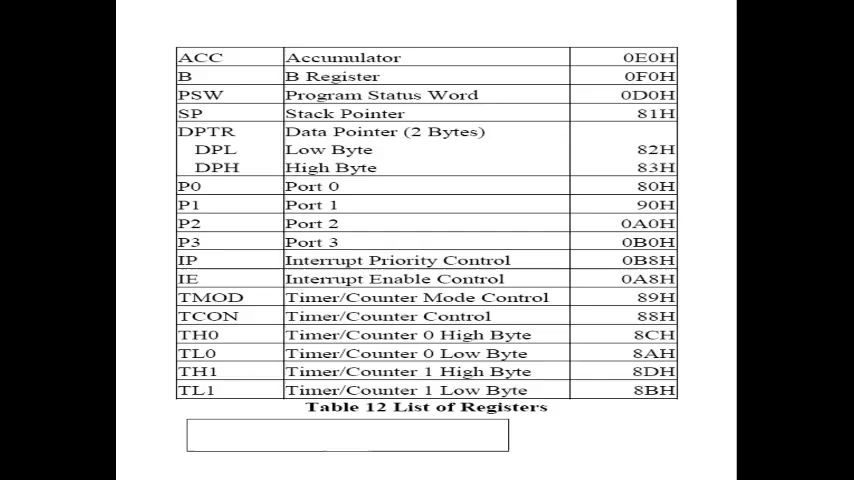 ACC Accumulator 0E0H
B B Register 0F0H
PSW Program Status Word 0D0H
SP Stack Pointer 81H
DPTR Data Pointer (2 Bytes)
DPL Low Byte 82H
DPH High Byte 83H
P0 Port 0 80H
P1 Port 1 90H
P2 Port 2 0A0H
P3 Port 3 0B0H
IP Interrupt Priority Control 0B8H
IE Interrupt Enable Control 0A8H
TMOD Timer/Counter Mode Control 89H
TCON Timer/Counter Control 88H
TH0 Timer/Counter 0 High Byte 8CH
TL0 Timer/Counter 0 Low Byte 8AH
TH1 Timer/Counter 1 High Byte 8DH
TL1 Timer/Counter 1 Low Byte 8BH
Table 12 List of Registers